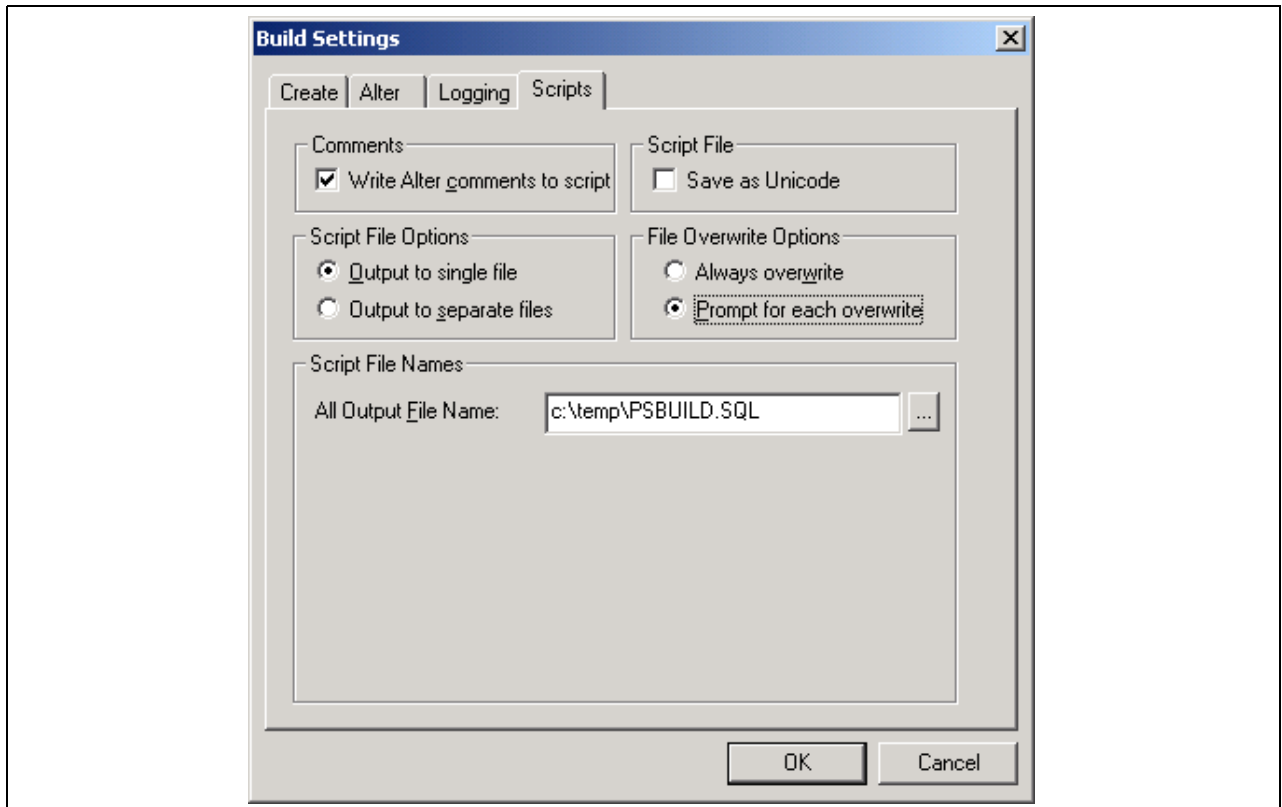 Build Settings
Create Alter Logging Scripts
Comments
Write Alter comments to script
Script File
Save as Unicode
Script File Options
Output to single file
Output to separate files
File Overwrite Options
Always overwrite
Prompt for each overwrite
Script File Names
All Output File Name: c:\temp\PSBUILD.SQL ...
OK Cancel